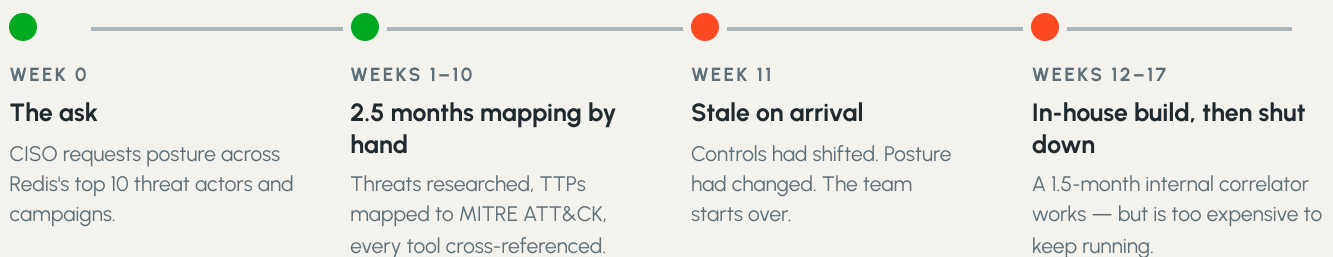 WEEK 0
The ask
CISO requests posture across
Redis's top 10 threat actors and
campaigns.
WEEKS 1–10
2.5 months mapping by
hand
Threats researched, TTPs
mapped to MITRE ATT&CK,
every tool cross-referenced.
WEEK 11
Stale on arrival
Controls had shifted. Posture
had changed. The team
starts over.
WEEKS 12–17
In-house build, then shut
down
A 1.5-month internal correlator
works — but is too expensive to
keep running.